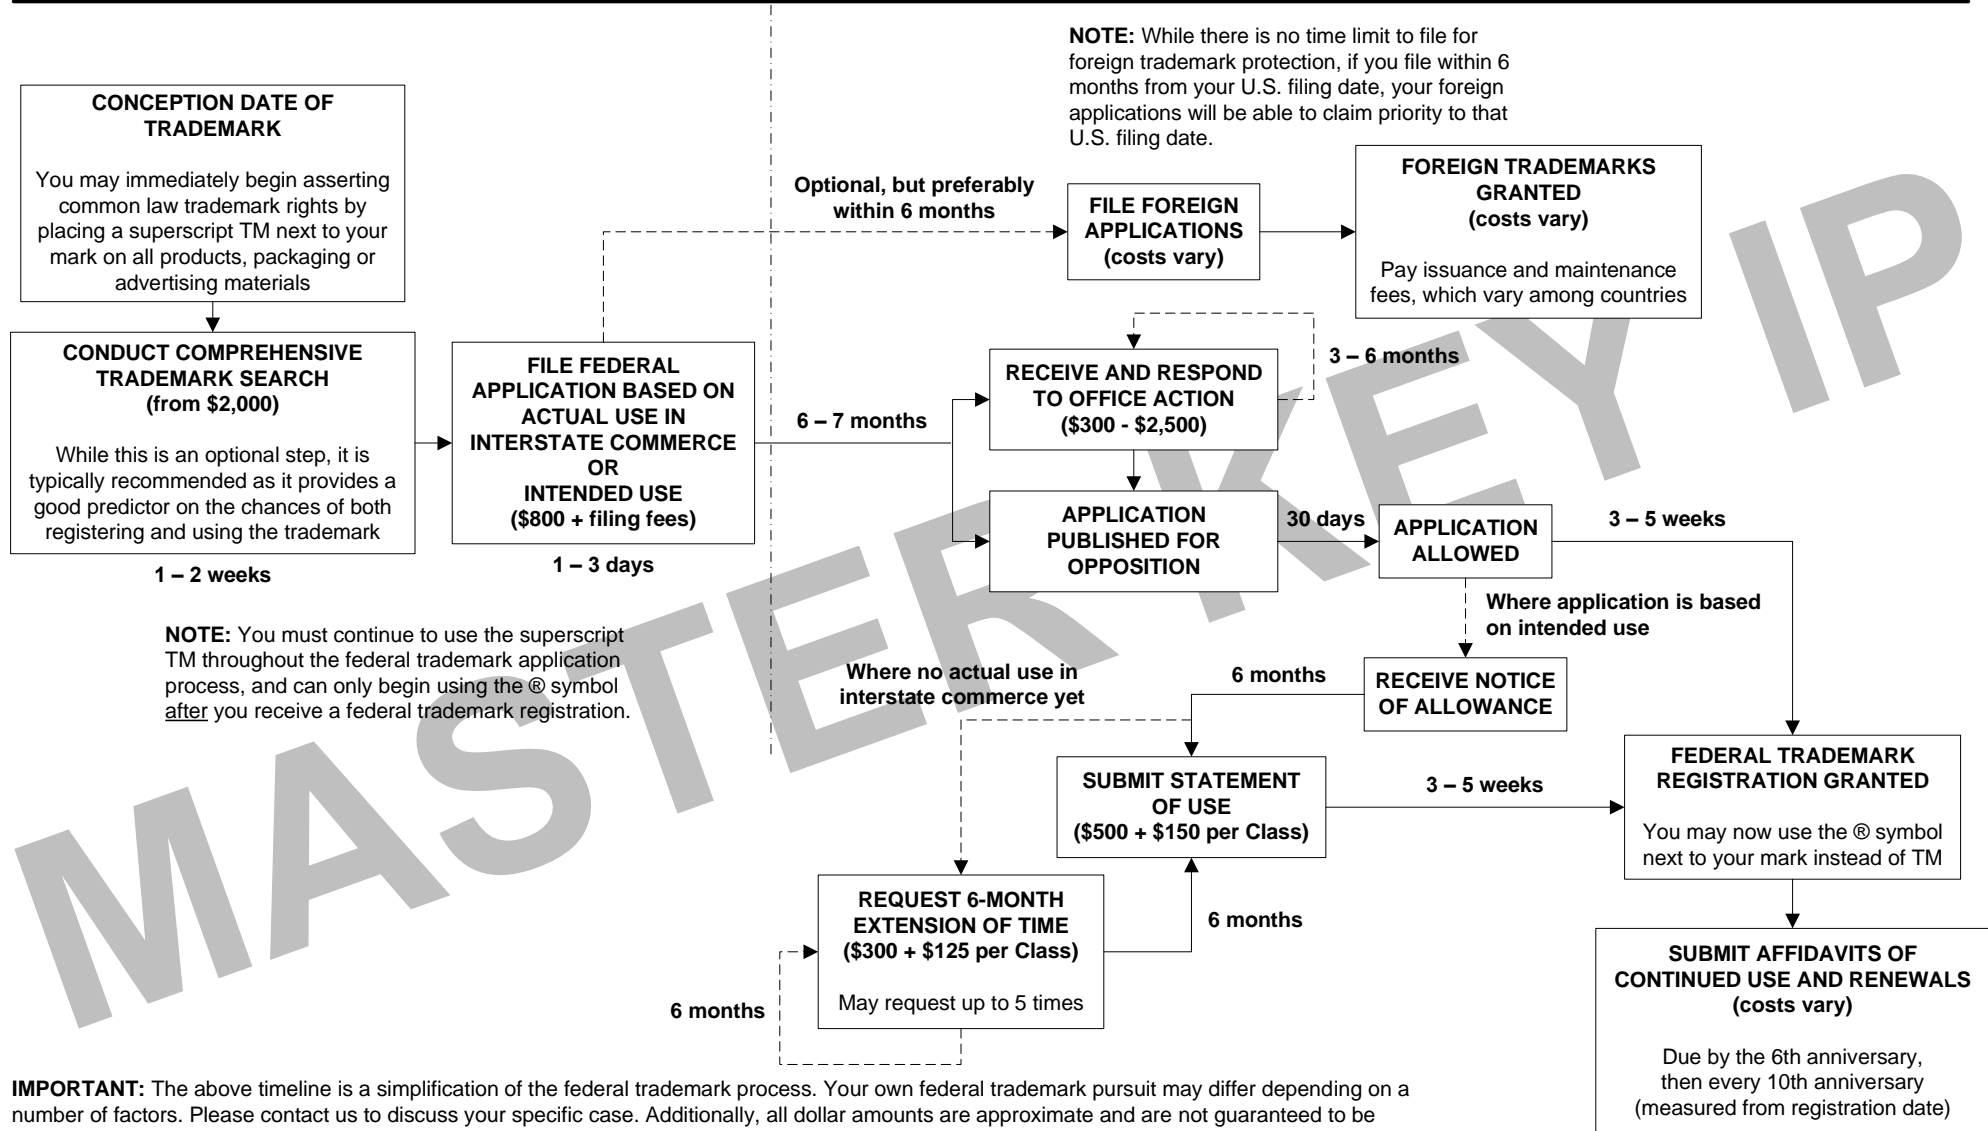 NOTE: While there is no time limit to file for
foreign trademark protection, if you file within 6
months from your U.S. filing date, your foreign
applications will be able to claim priority to that
U.S. filing date.
CONCEPTION DATE OF
TRADEMARK
You may immediately begin asserting
common law trademark rights by
placing a superscript TM next to your
mark on all products, packaging or
advertising materials
Optional, but preferably
within 6 months
FILE FOREIGN
APPLICATIONS
(costs vary)
FOREIGN TRADEMARKS
GRANTED
(costs vary)
Pay issuance and maintenance
fees, which vary among countries
CONDUCT COMPREHENSIVE
TRADEMARK SEARCH
(from $2,000)
While this is an optional step, it is
typically recommended as it provides a
good predictor on the chances of both
registering and using the trademark
1 – 2 weeks
FILE FEDERAL
APPLICATION BASED ON
ACTUAL USE IN
INTERSTATE COMMERCE
OR
INTENDED USE
($800 + filing fees)
1 – 3 days
6 – 7 months
RECEIVE AND RESPOND
TO OFFICE ACTION
($300 - $2,500)
3 – 6 months
APPLICATION
PUBLISHED FOR
OPPOSITION
30 days
APPLICATION
ALLOWED
3 – 5 weeks
Where application is based
on intended use
NOTE: You must continue to use the superscript
TM throughout the federal trademark application
process, and can only begin using the ® symbol
after you receive a federal trademark registration.
Where no actual use in
interstate commerce yet
6 months
RECEIVE NOTICE
OF ALLOWANCE
SUBMIT STATEMENT
OF USE
($500 + $150 per Class)
3 – 5 weeks
FEDERAL TRADEMARK
REGISTRATION GRANTED
You may now use the ® symbol
next to your mark instead of TM
REQUEST 6-MONTH
EXTENSION OF TIME
($300 + $125 per Class)
May request up to 5 times
6 months
6 months
SUBMIT AFFIDAVITS OF
CONTINUED USE AND RENEWALS
(costs vary)
Due by the 6th anniversary,
then every 10th anniversary
(measured from registration date)
IMPORTANT: The above timeline is a simplification of the federal trademark process. Your own federal trademark pursuit may differ depending on a
number of factors. Please contact us to discuss your specific case. Additionally, all dollar amounts are approximate and are not guaranteed to be
MASTER KEY IP